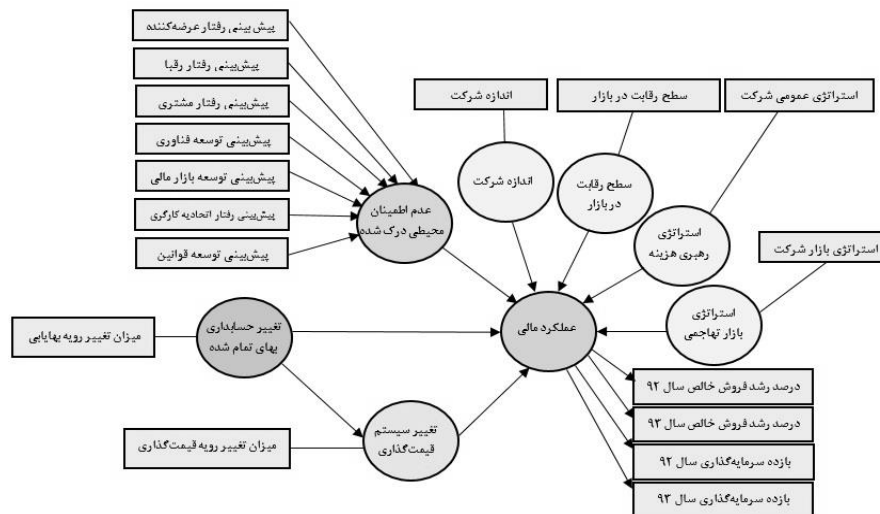 پیش‌بینی رفتار عرضه‌کننده
پیش‌بینی رفتار رقبا
پیش‌بینی رفتار مشتری
پیش‌بینی توسعه فناوری
پیش‌بینی توسعه بازار مالی
پیش‌بینی رفتار اتحادیه کارگری
پیش‌بینی توسعه قوانین
عدم اطمینان
محیطی درک شده
استراتژی عمومی شرکت
سطح رقابت در بازار
اندازه شرکت
اندازه شرکت
سطح رقابت
در بازار
استراتژی
رهبری هزینه
استراتژی بازار شرکت
استراتژی
بازار تهاجمی
عملکرد مالی
تغییر حسابداری
بهای تمام شده
میزان تغییر رویه بهایابی
تغییر سیستم
قیمت‌گذاری
میزان تغییر رویه قیمت‌گذاری
درصد رشد فروش خالص سال ۹۲
درصد رشد فروش خالص سال ۹۳
بازده سرمایه‌گذاری سال ۹۲
بازده سرمایه‌گذاری سال ۹۳